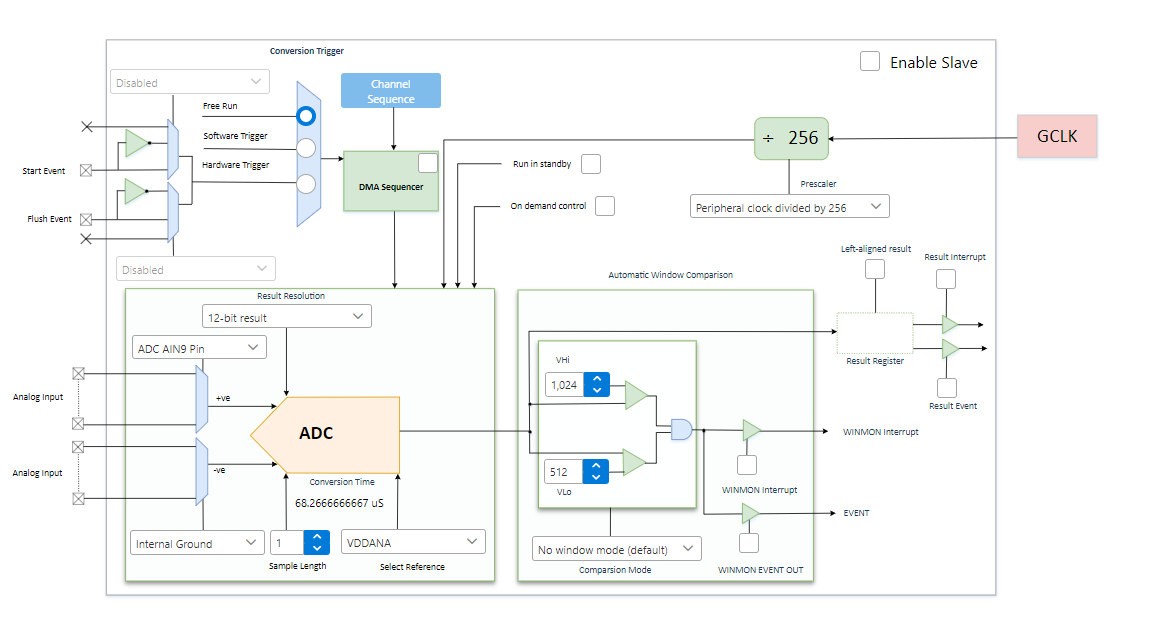 Conversion Trigger
Enable Slave
Disabled
Channel
Sequence
Free Run
Software Trigger
Hardware Trigger
÷ 256
GCLK
Start Event
Flush Event
DMA Sequencer
Run in standby
On demand control
Prescaler
Peripheral clock divided by 256
Disabled
Left-aligned result
Result Interrupt
Automatic Window Comparison
Result Resolution
12-bit result
ADC AIN9 Pin
VHi
1,024
Result Register
Analog Input
+ve
ADC
Result Event
WINMON Interrupt
Analog Input
-ve
512
VLo
Conversion Time
68.2666666667 uS
WINMON Interrupt
EVENT
Internal Ground
1
VDDANA
No window mode (default)
Sample Length
Select Reference
Comparsion Mode
WINMON EVENT OUT